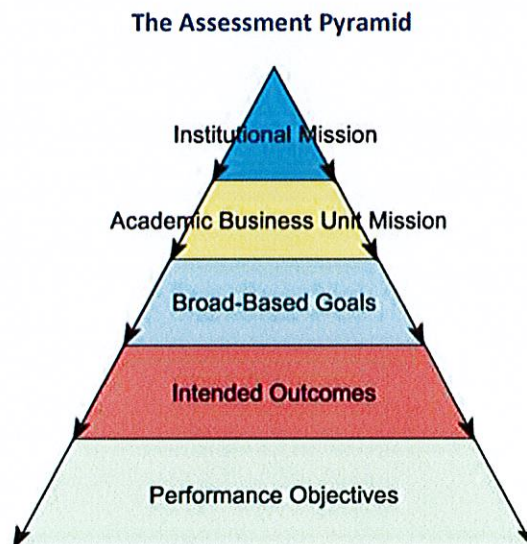 The Assessment Pyramid
Institutional Mission
Academic Business Unit Mission
Broad-Based Goals
Intended Outcomes
Performance Objectives